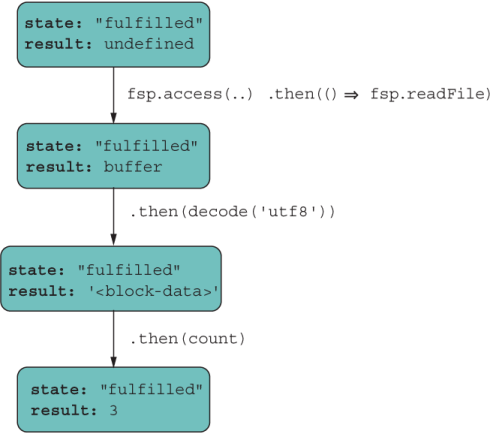 state: "fulfilled"
result: undefined
fsp.access(..) .then(() ⇒ fsp.readFile)
state: "fulfilled"
result: buffer
.then(decode('utf8'))
state: "fulfilled"
result: '<block-data>'
.then(count)
state: "fulfilled"
result: 3